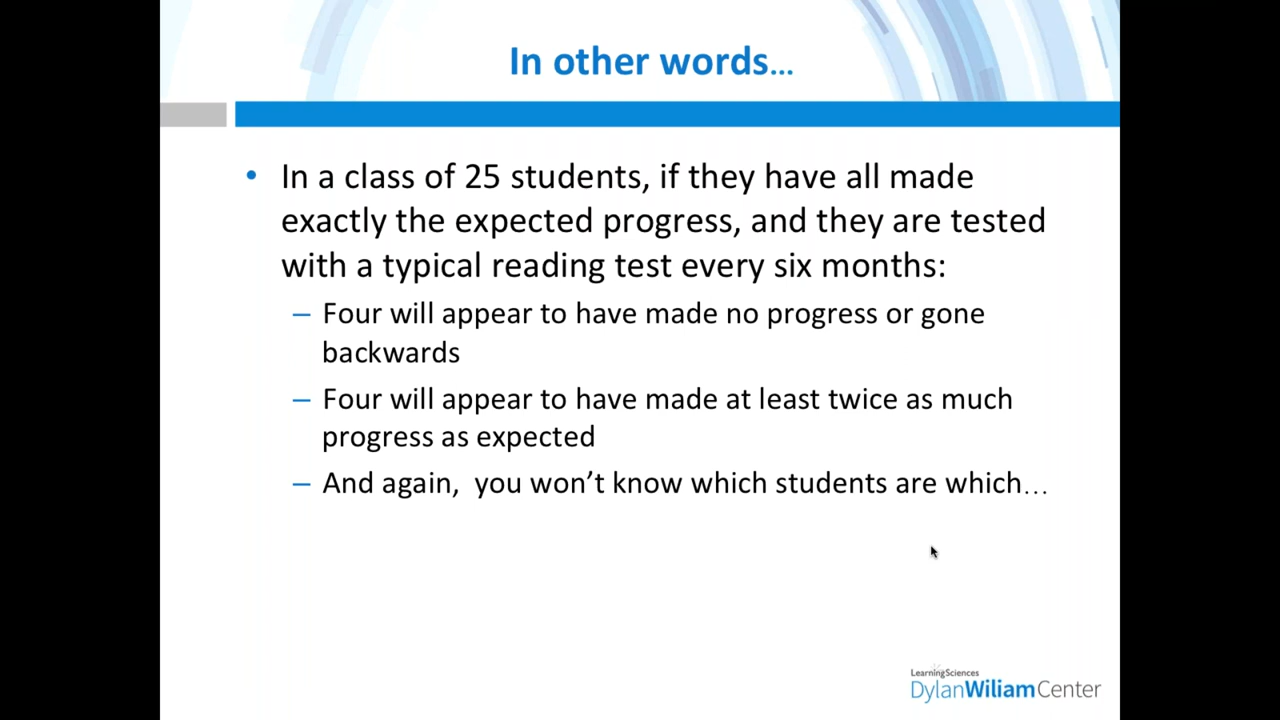 In other words…
• In a class of 25 students, if they have all made
exactly the expected progress, and they are tested
with a typical reading test every six months:
– Four will appear to have made no progress or gone
backwards
– Four will appear to have made at least twice as much
progress as expected
– And again,  you won’t know which students are which…
LearningSciences
DylanWiliamCenter